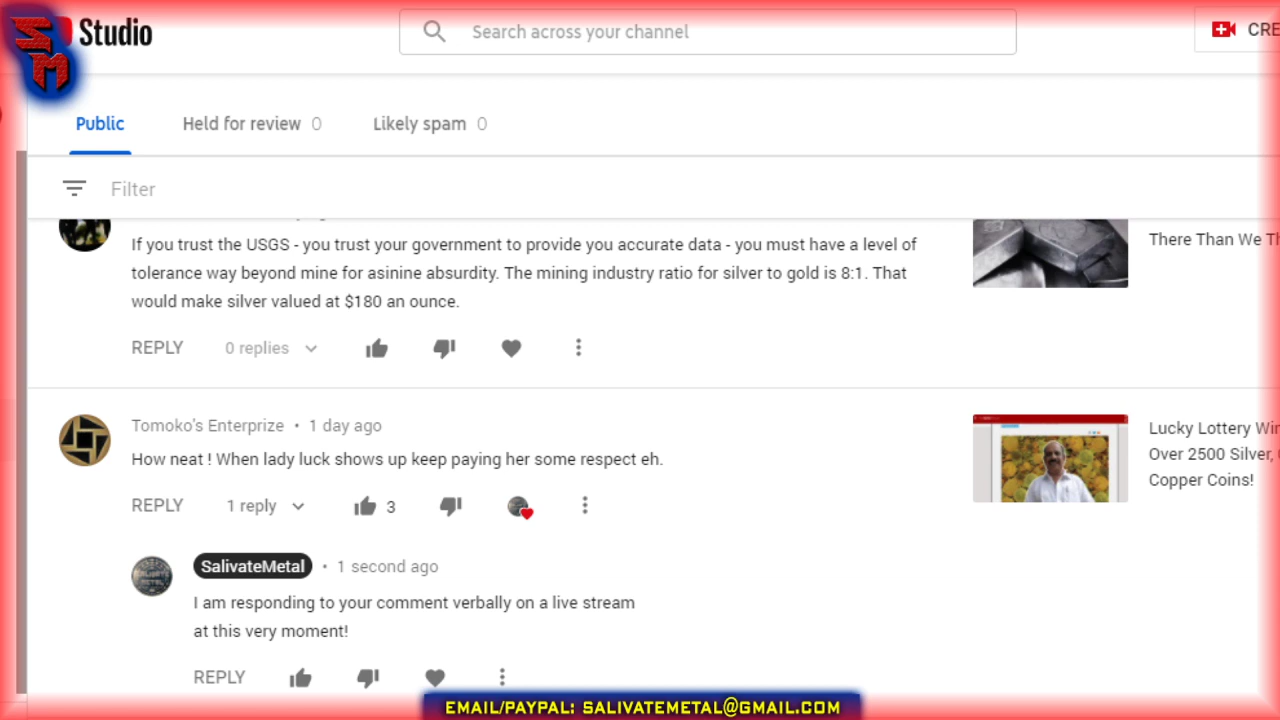 SM
Studio
Search across your channel
CRE
Public
Held for review 0
Likely spam 0
Filter
If you trust the USGS - you trust your government to provide you accurate data - you must have a level of
tolerance way beyond mine for asinine absurdity. The mining industry ratio for silver to gold is 8:1. That
would make silver valued at $180 an ounce.
There Than We Th
REPLY
0 replies
Tomoko's Enterprize • 1 day ago
How neat ! When lady luck shows up keep paying her some respect eh.
Lucky Lottery Win
Over 2500 Silver,
Copper Coins!
REPLY
1 reply
3
SalivateMetal • 1 second ago
I am responding to your comment verbally on a live stream
at this very moment!
REPLY
EMAIL/PAYPAL: SALIVATEMETAL@GMAIL.COM